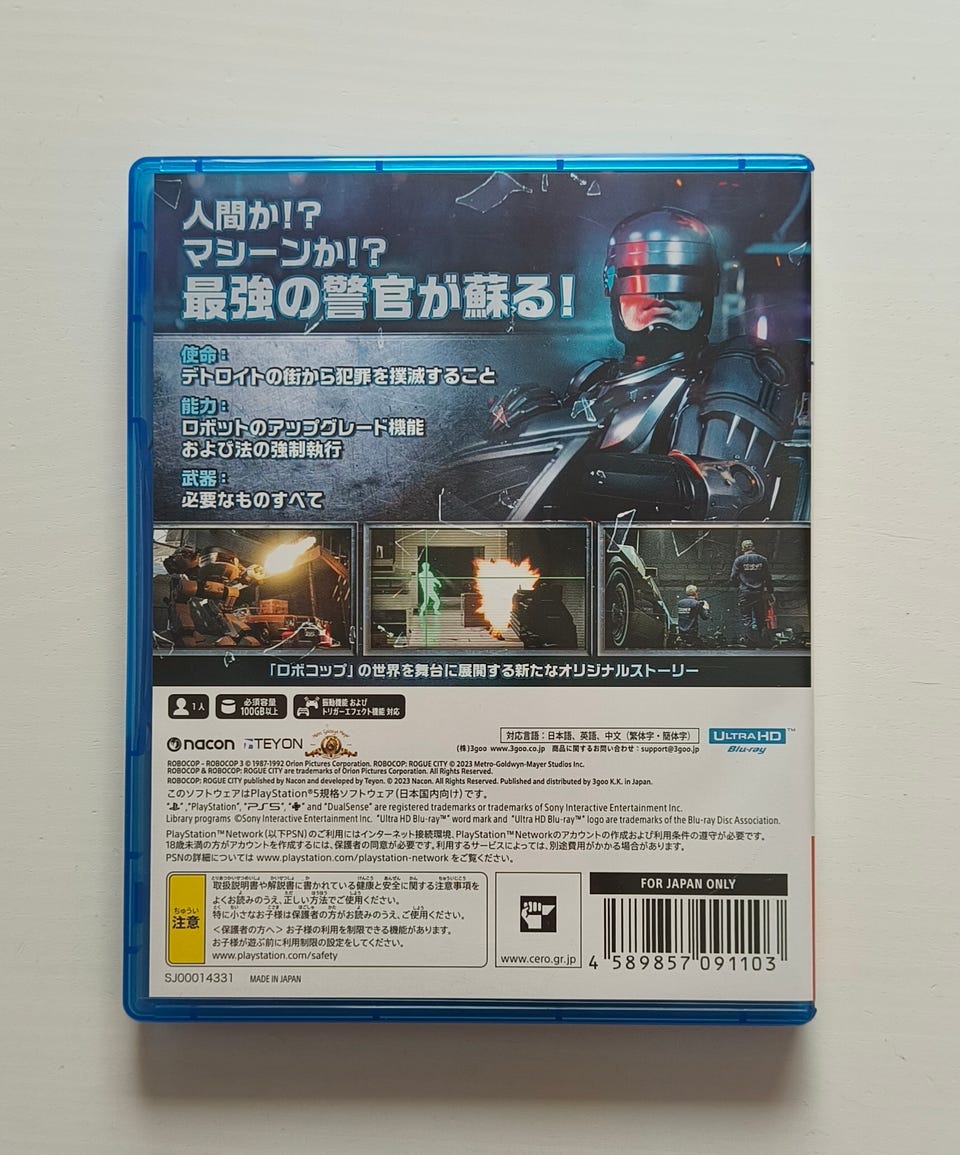 人間か!?
マシーンか!?
最強の警官が蘇る!
使命:
デトロイトの街から犯罪を撲滅すること
能力:
ロボットのアップグレード機能
および法の強制執行
武器:
必要なものすべて
「ロボコップ」の世界を舞台に展開する新たなオリジナルストーリー
1人
必須容量
100GB以上
振動機能 および
トリガーエフェクト機能 対応
nacon
TEYON
対応言語:日本語、英語、中文(繁体字・簡体字)
(株)3goo www.3goo.co.jp 商品に関するお問い合わせ:support@3goo.jp
ULTRA HD
Blu-ray™
ROBOCOP - ROBOCOP 3 © 1987-1992 Orion Pictures Corporation. ROBOCOP: ROGUE CITY © 2023 Metro-Goldwyn-Mayer Studios Inc.
ROBOCOP & ROBOCOP: ROGUE CITY are trademarks of Orion Pictures Corporation. All Rights Reserved.
ROBOCOP: ROGUE CITY published by Nacon and developed by Teyon. © 2023 Nacon. All Rights Reserved. Published and distributed by 3goo K.K. in Japan.
このソフトウェアはPlayStation®5規格ソフトウェア(日本国内向け)です。
"PS", "PlayStation", "PS5", "✚" and "DualSense" are registered trademarks or trademarks of Sony Interactive Entertainment Inc.
Library programs ©Sony Interactive Entertainment Inc. "Ultra HD Blu-ray™" word mark and "Ultra HD Blu-ray™" logo are trademarks of the Blu-ray Disc Association.
PlayStation™Network(以下PSN)のご利用にはインターネット接続環境、PlayStation™Networkのアカウントの作成および利用条件の遵守が必要です。
18歳未満の方がアカウントを作成するには、保護者の同意が必要です。利用するサービスによっては、別途費用がかかる場合があります。
PSNの詳細については www.playstation.com/playstation-network をご覧ください。
ちゅうい
注意
取扱説明書や解説書に書かれている健康と安全に関する注意事項を
よくお読みのうえ、正しい方法でご使用ください。
特に小さなお子様は保護者の方がお読みのうえ、ご使用ください。
<保護者の方へ> お子様の利用を制限できる機能があります。
お子様が遊ぶ前に利用制限の設定をしてください。
www.playstation.com/safety
www.cero.gr.jp
FOR JAPAN ONLY
4 589857 091103
SJ00014331 MADE IN JAPAN